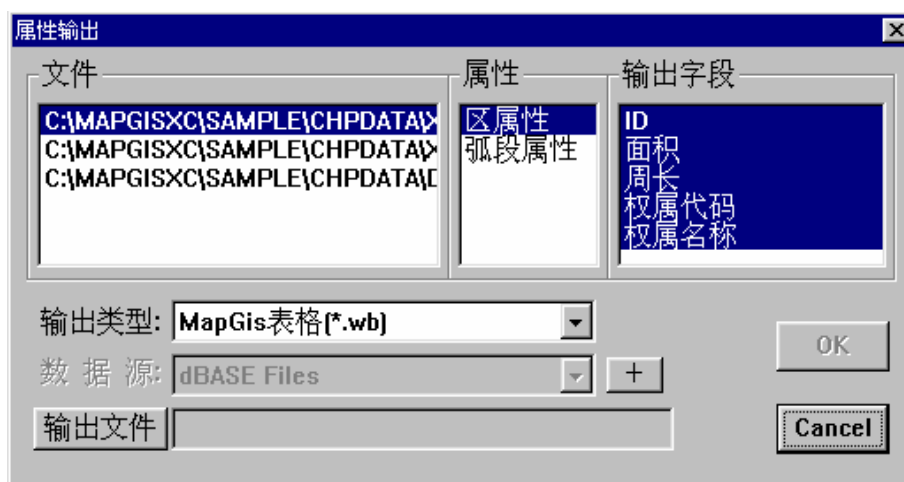 属性输出
文件
属性
输出字段
C:\MAPGISXC\SAMPLE\CHPDATA\X
C:\MAPGISXC\SAMPLE\CHPDATA\X
C:\MAPGISXC\SAMPLE\CHPDATA\D
区属性
弧段属性
ID
面积
周长
权属代码
权属名称
输出类型: MapGis表格(*.wb)
数 据 源: dBASE Files
+
输出文件
OK
Cancel